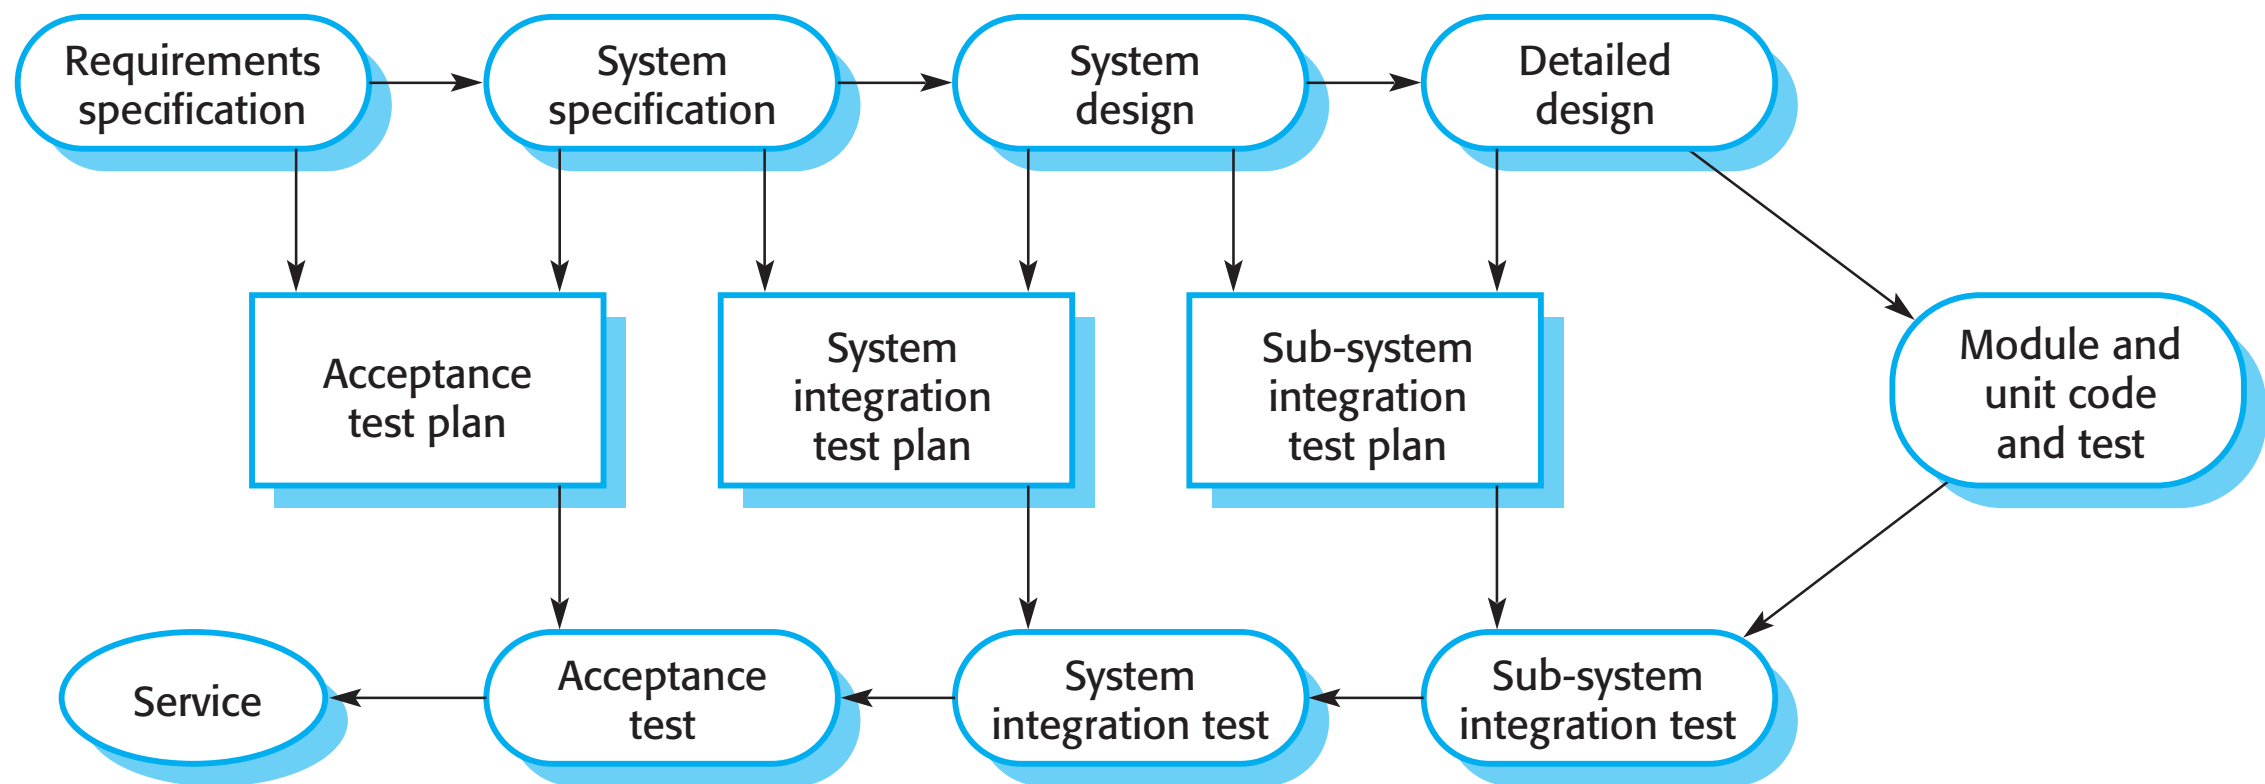 Requirements
specification
System
specification
System
design
Detailed
design
Acceptance
test plan
System
integration
test plan
Sub-system
integration
test plan
Module and
unit code
and test
Service
Acceptance
test
System
integration test
Sub-system
integration test